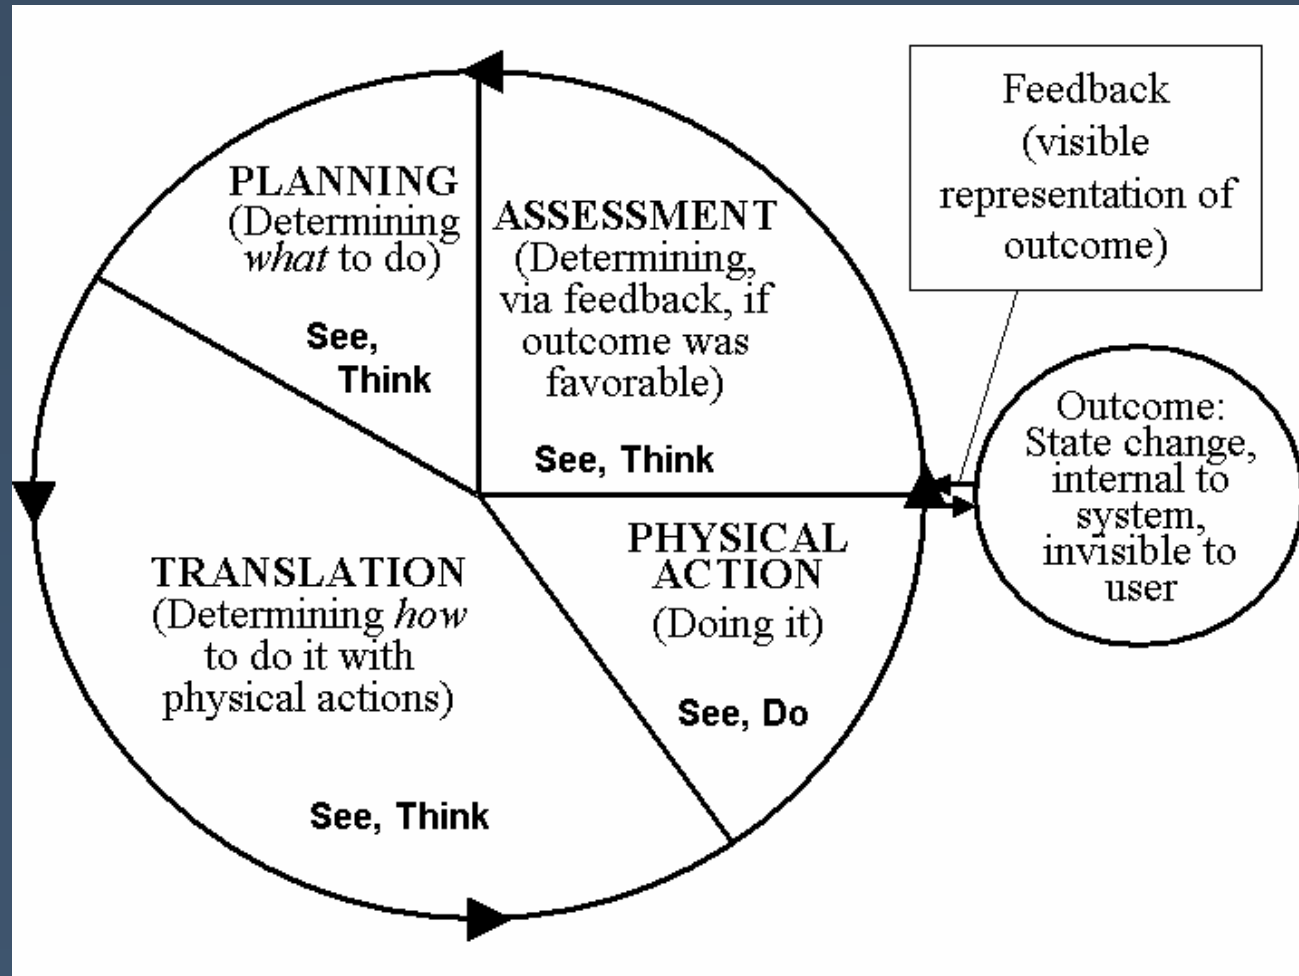 PLANNING
(Determining
what to do)
See,
Think
ASSESSMENT
(Determining,
via feedback, if
outcome was
favorable)
See, Think
TRANSLATION
(Determining how
to do it with
physical actions)
See, Think
PHYSICAL
ACTION
(Doing it)
See, Do
Feedback
(visible
representation of
outcome)
Outcome:
State change,
internal to
system,
invisible to
user